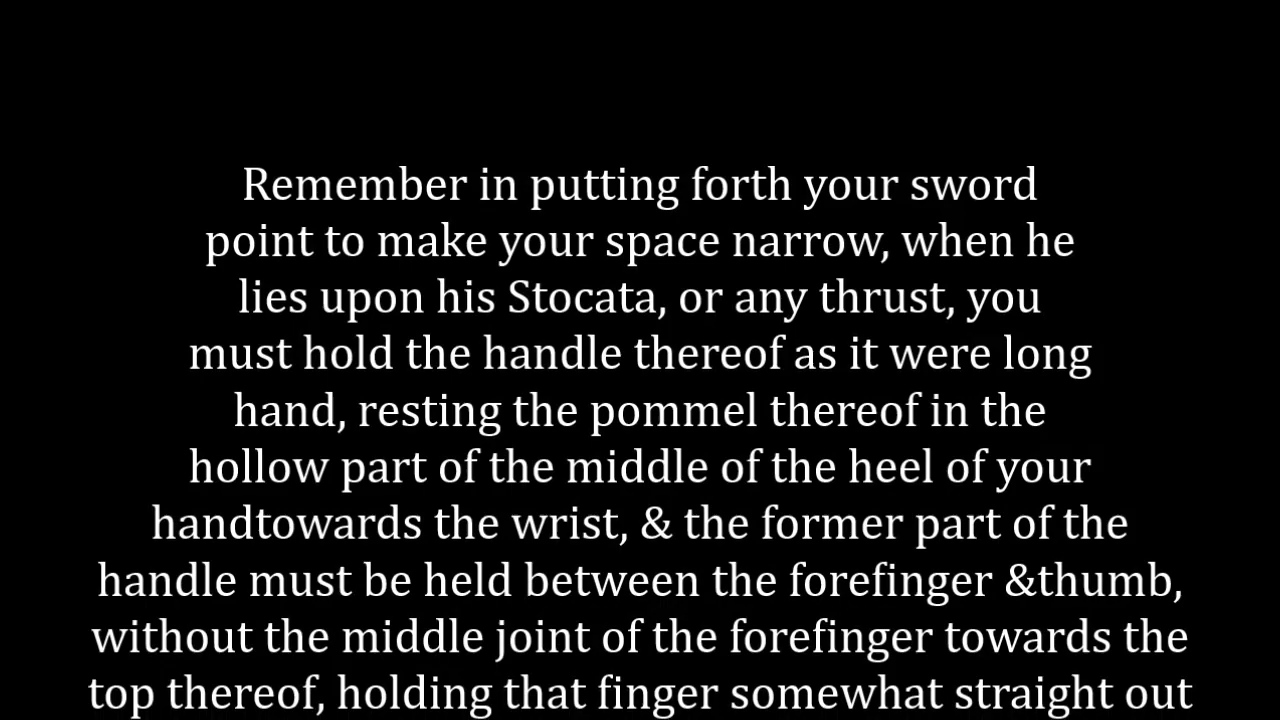 Remember in putting forth your sword
point to make your space narrow, when he
lies upon his Stocata, or any thrust, you
must hold the handle thereof as it were long
hand, resting the pommel thereof in the
hollow part of the middle of the heel of your
handtowards the wrist, & the former part of the
handle must be held between the forefinger &thumb,
without the middle joint of the forefinger towards the
top thereof, holding that finger somewhat straight out